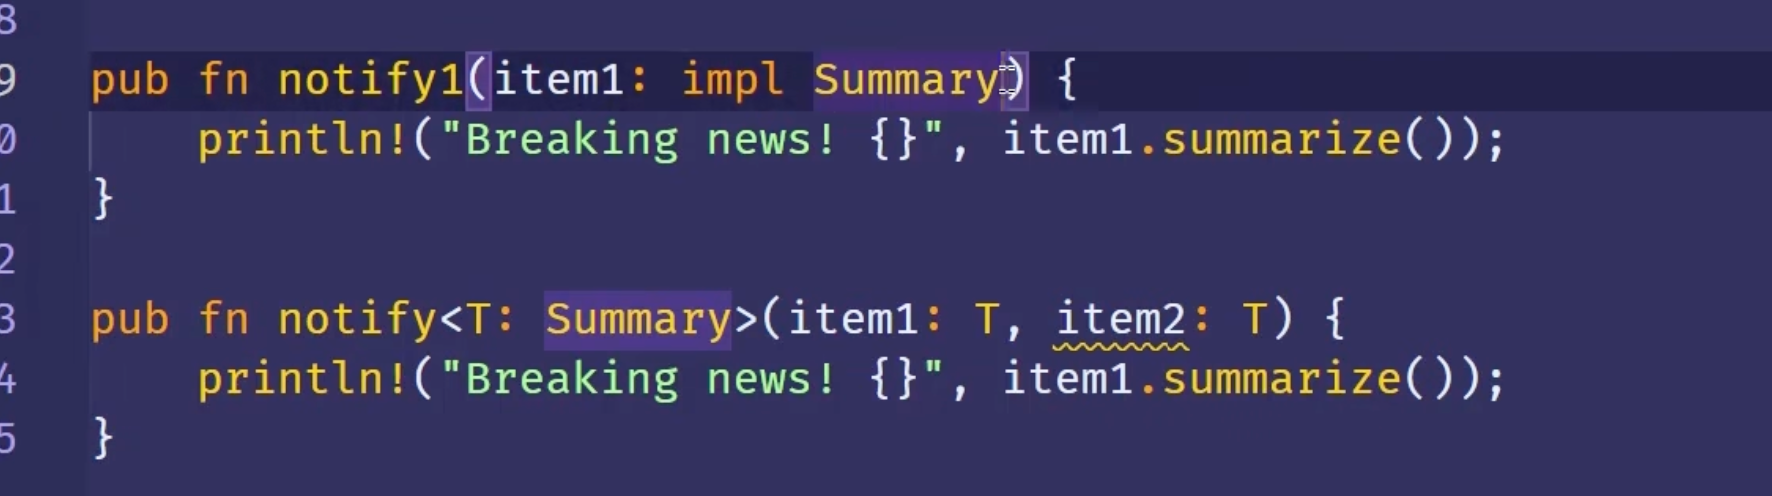 8
9 pub fn notify1(item1: impl Summary) {
0     println!("Breaking news! {}", item1.summarize());
1 }
2
3 pub fn notify<T: Summary>(item1: T, item2: T) {
4     println!("Breaking news! {}", item1.summarize());
5 }